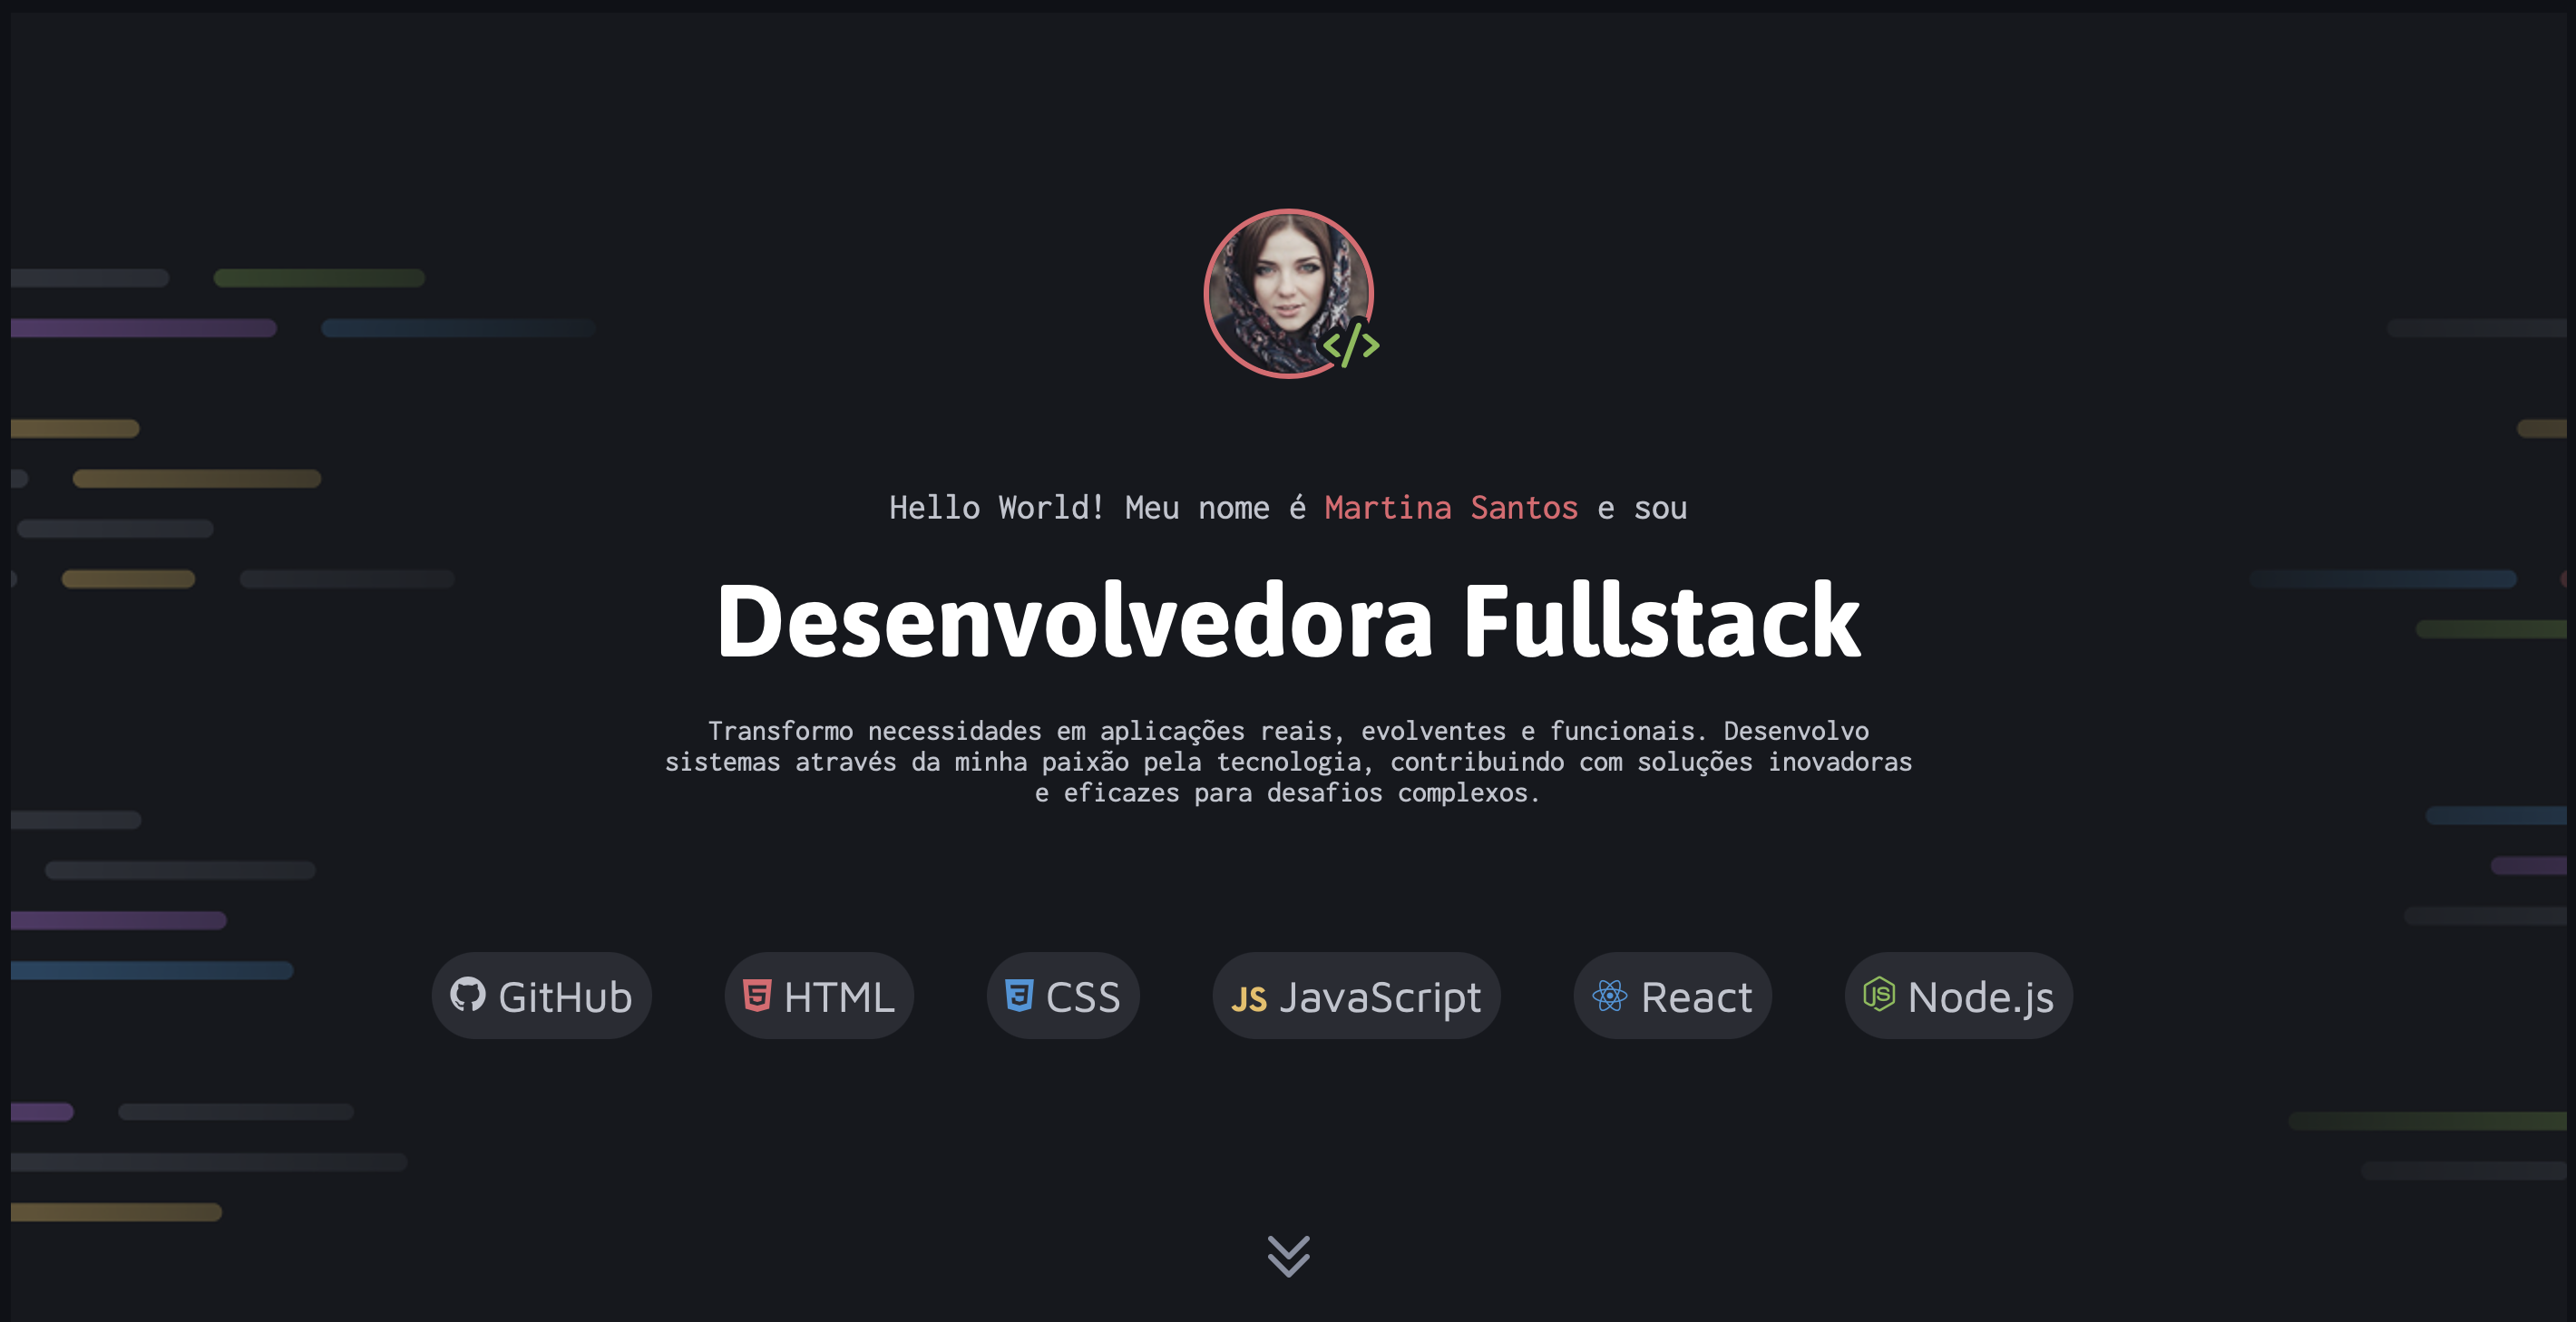 Hello World! Meu nome é Martina Santos e sou
Desenvolvedora Fullstack
Transformo necessidades em aplicações reais, evolventes e funcionais. Desenvolvo
sistemas através da minha paixão pela tecnologia, contribuindo com soluções inovadoras
e eficazes para desafios complexos.
GitHub HTML CSS JS JavaScript React JS Node.js